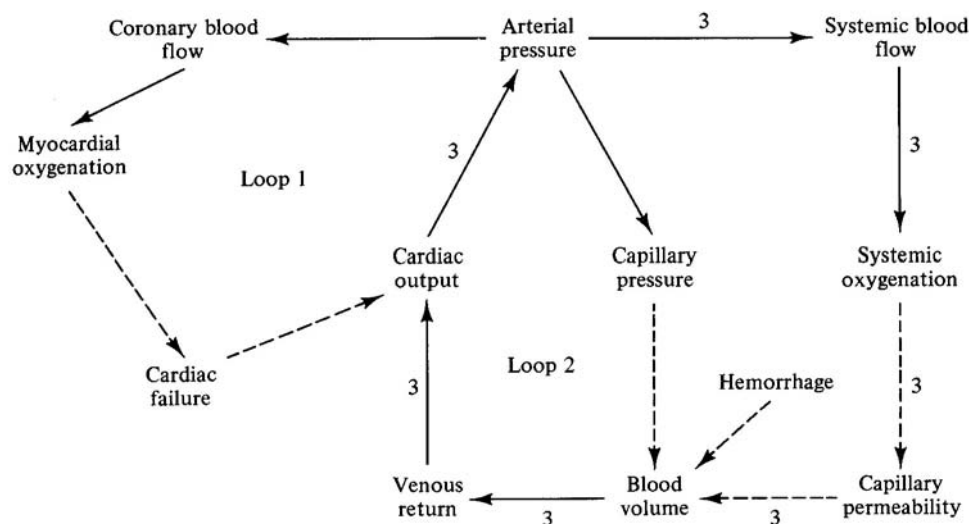 Coronary blood
flow
Arterial
pressure
3
Systemic blood
flow
Myocardial
oxygenation
Loop 1
3
3
Cardiac
output
Capillary
pressure
Systemic
oxygenation
Cardiac
failure
3
Loop 2
Hemorrhage
3
Venous
return
3
Blood
volume
3
Capillary
permeability